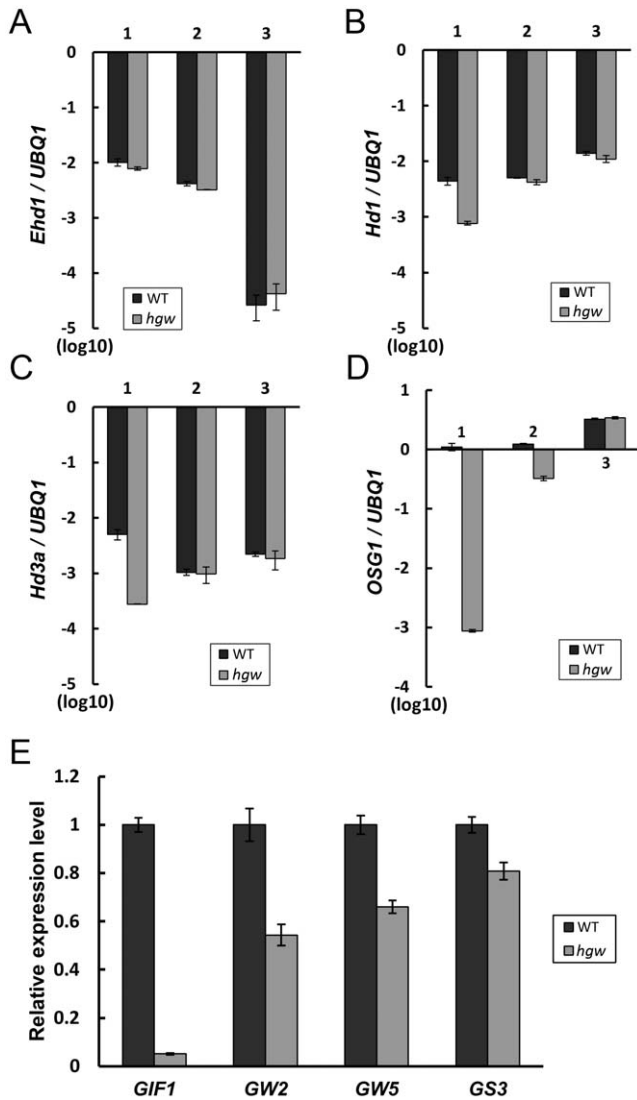 A
1 2 3
0
-1
-2
-3
-4
-5
(log10)
Ehd1 / UBQ1
WT
hgw
B
1 2 3
0
-1
-2
-3
-4
-5
(log10)
Hd1 / UBQ1
WT
hgw
C
1 2 3
0
-1
-2
-3
-4
-5
(log10)
Hd3a / UBQ1
WT
hgw
D
1
0
-1
-2
-3
-4
(log10)
OSG1 / UBQ1
1 2
3
WT
hgw
E
1.2
1
0.8
0.6
0.4
0.2
0
Relative expression level
WT
hgw
GIF1 GW2 GW5 GS3